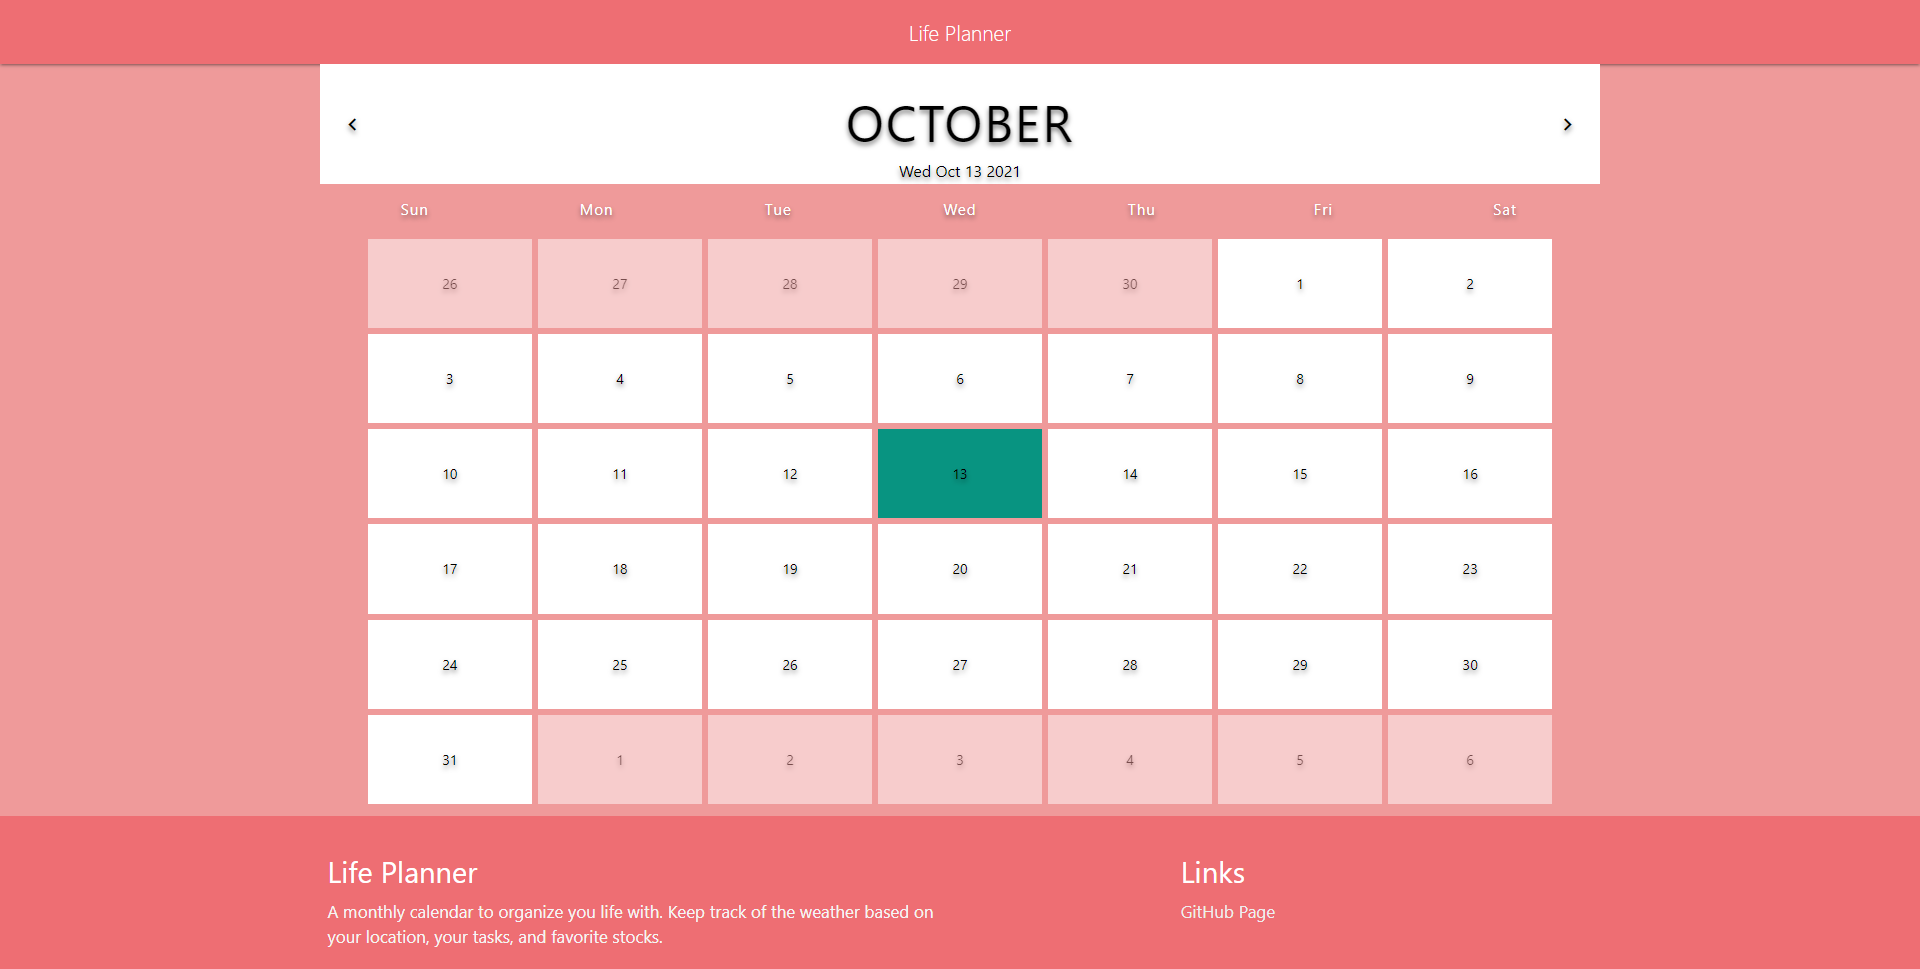 Life Planner
OCTOBER
Wed Oct 13 2021
Sun Mon Tue Wed Thu Fri Sat
26 27 28 29 30 1 2
3 4 5 6 7 8 9
10 11 12 13 14 15 16
17 18 19 20 21 22 23
24 25 26 27 28 29 30
31 1 2 3 4 5 6
Life Planner
A monthly calendar to organize you life with. Keep track of the weather based on
your location, your tasks, and favorite stocks.
Links
GitHub Page